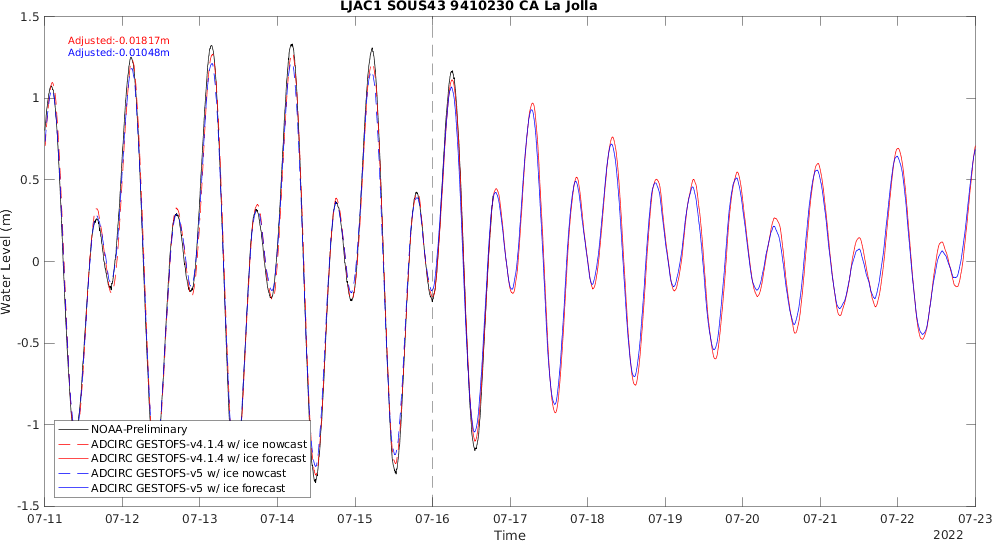 LJAC1 SOUS43 9410230 CA La Jolla
Adjusted:-0.01817m
Adjusted:-0.01048m
1.5
1
0.5
0
-0.5
-1
-1.5
Water Level (m)
NOAA-Preliminary
ADCIRC GESTOFS-v4.1.4 w/ ice nowcast
ADCIRC GESTOFS-v4.1.4 w/ ice forecast
ADCIRC GESTOFS-v5 w/ ice nowcast
ADCIRC GESTOFS-v5 w/ ice forecast
07-11 07-12 07-13 07-14 07-15 07-16 07-17 07-18 07-19 07-20 07-21 07-22 07-23
Time
2022